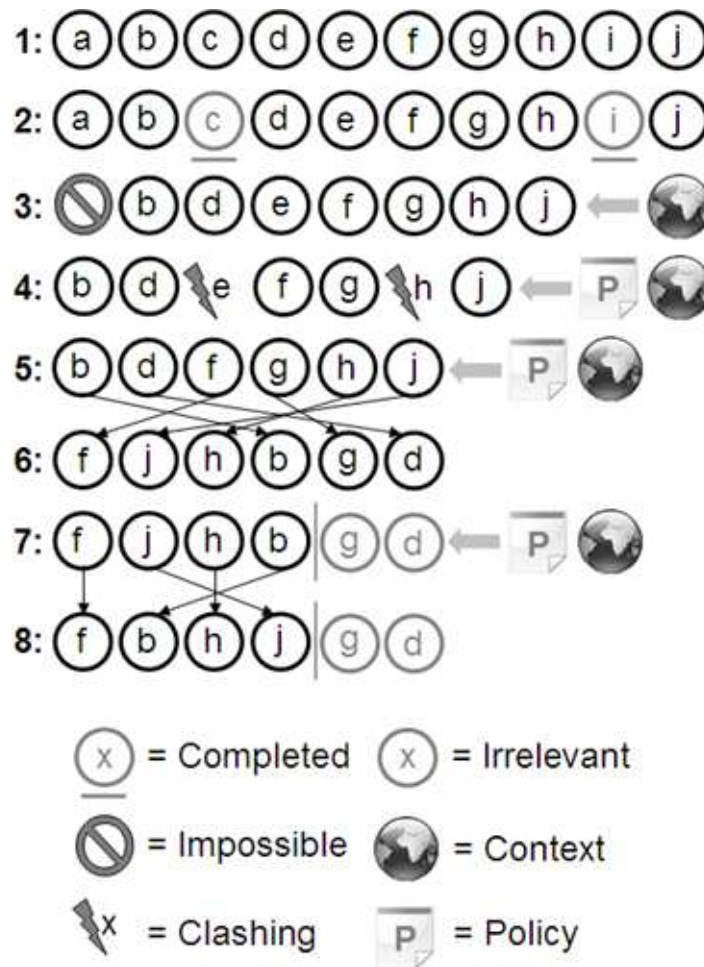 1: a b c d e f g h i j
2: a b c d e f g h i j
3: b d e f g h j
4: b d e f g h j P
5: b d f g h j P
6: f j h b g d
7: f j h b g d P
8: f b h j g d
x = Completed x = Irrelevant
= Impossible = Context
x = Clashing P = Policy